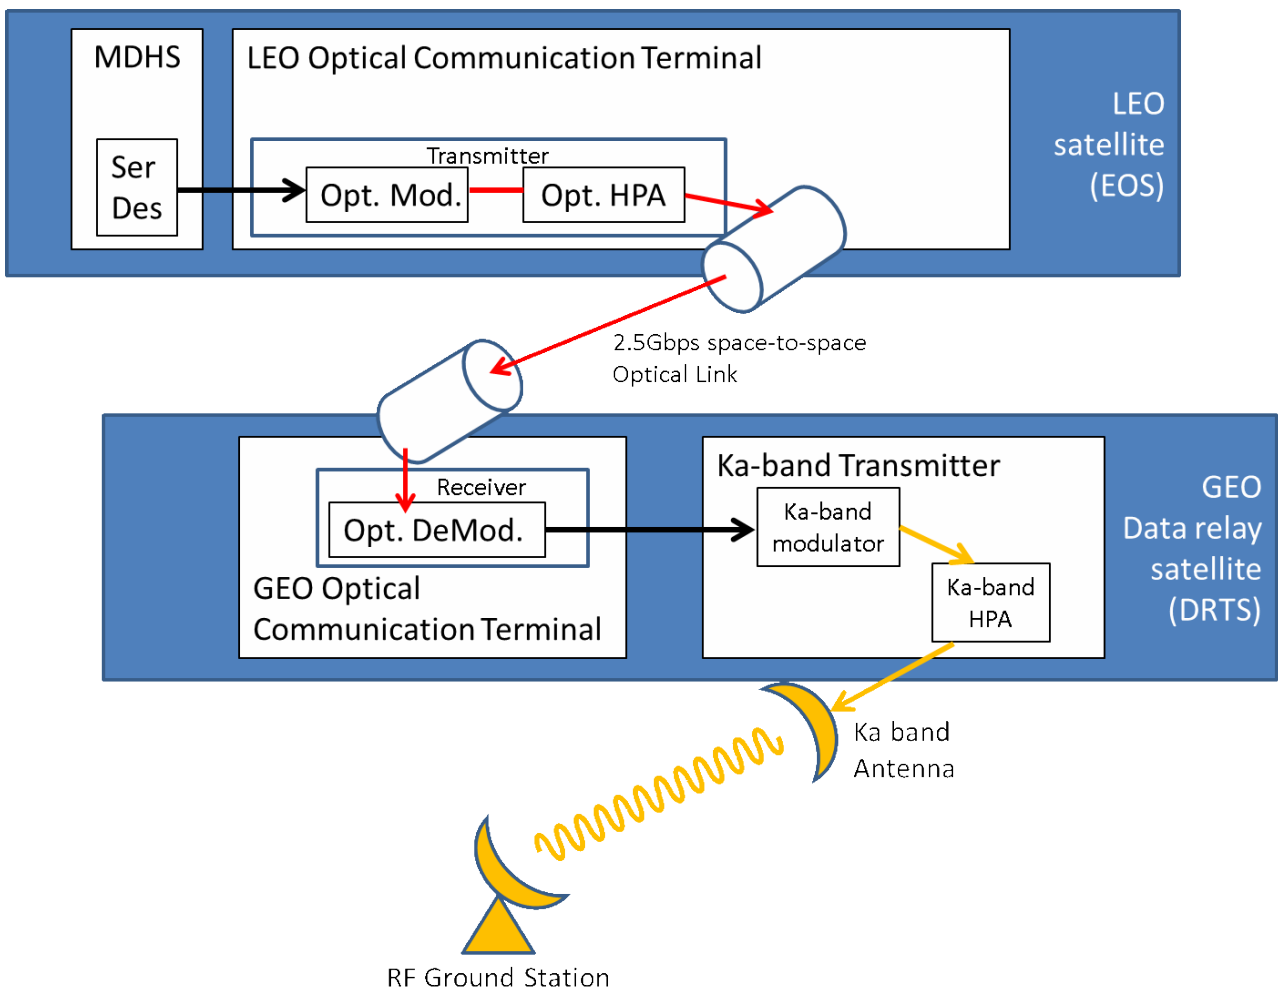 MDHS
LEO Optical Communication Terminal
LEO
satellite
(EOS)
Ser
Des
Transmitter
Opt. Mod.
Opt. HPA
2.5Gbps space-to-space
Optical Link
Receiver
Opt. DeMod.
GEO Optical
Communication Terminal
Ka-band Transmitter
Ka-band
modulator
Ka-band
HPA
GEO
Data relay
satellite
(DRTS)
Ka band
Antenna
RF Ground Station